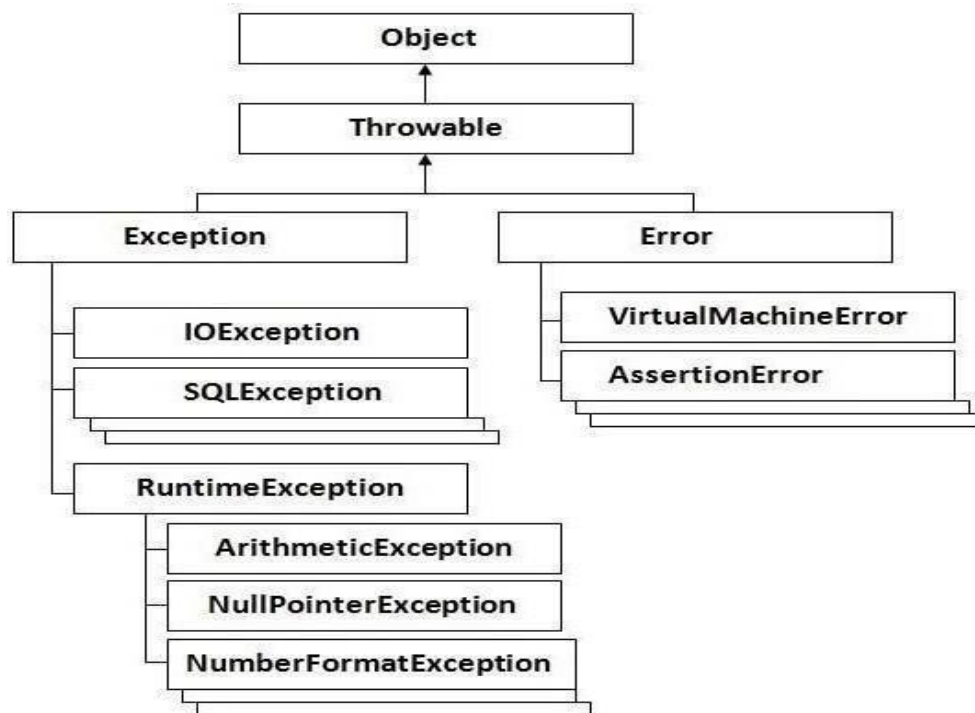 Object
Throwable
Exception
Error
IOException
SQLException
RuntimeException
ArithmeticException
NullPointerException
NumberFormatException
VirtualMachineError
AssertionError